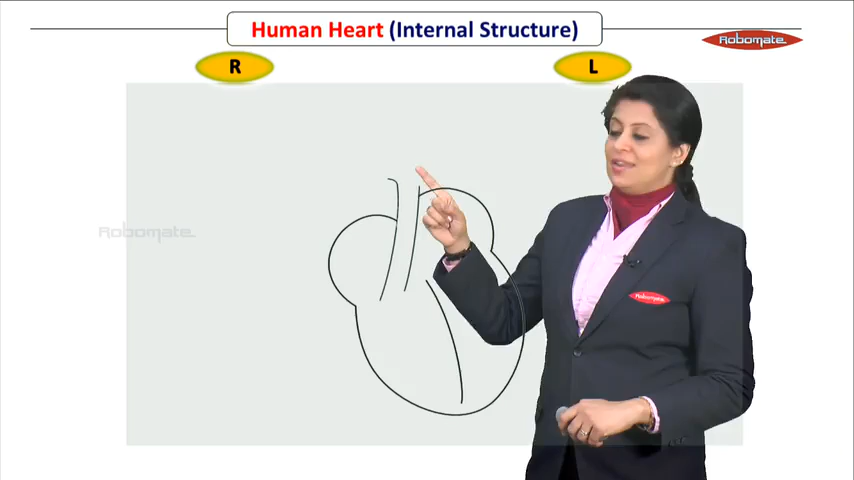 Human Heart (Internal Structure)
Robomate
R
L
Robomate
Robomate